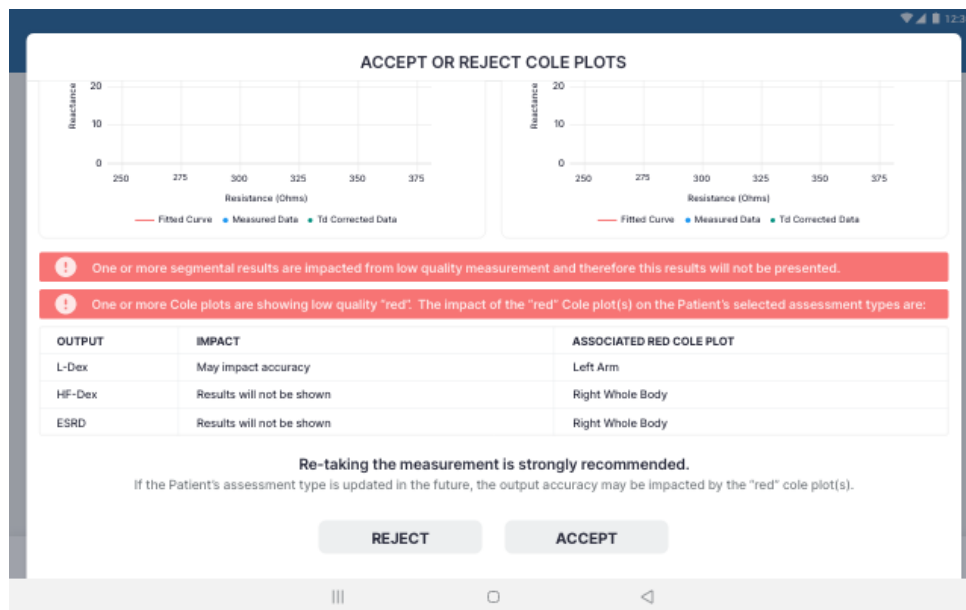 12:3
ACCEPT OR REJECT COLE PLOTS
Reactance
20
10
0
250 275 300 325 350 375
Resistance (Ohms)
Fitted Curve Measured Data Td Corrected Data
Reactance
20
10
0
250 275 300 325 350 375
Resistance (Ohms)
Fitted Curve Measured Data Td Corrected Data
One or more segmental results are impacted from low quality measurement and therefore this results will not be presented.
One or more Cole plots are showing low quality "red". The impact of the "red" Cole plot(s) on the Patient's selected assessment types are:
OUTPUT IMPACT ASSOCIATED RED COLE PLOT
L-Dex May impact accuracy Left Arm
HF-Dex Results will not be shown Right Whole Body
ESRD Results will not be shown Right Whole Body
Re-taking the measurement is strongly recommended.
If the Patient's assessment type is updated in the future, the output accuracy may be impacted by the "red" cole plot(s).
REJECT ACCEPT